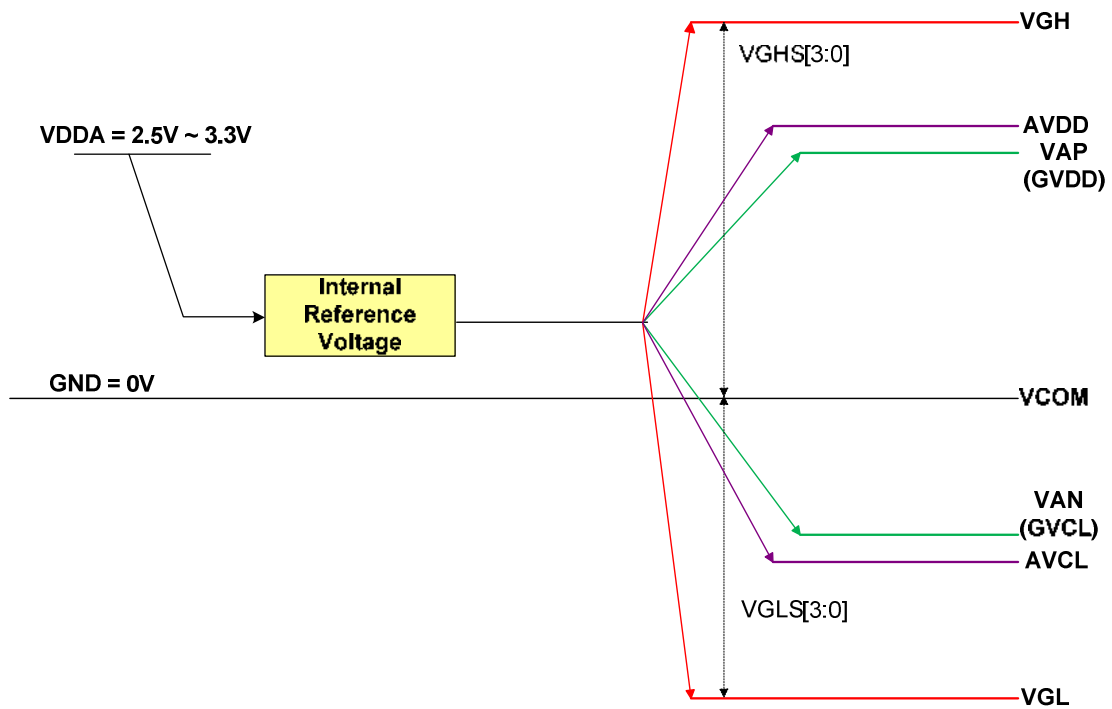 VGH
VGHS[3:0]
AVDD
VDDA = 2.5V ~ 3.3V
VAP
(GVDD)
Internal
Reference
Voltage
GND = 0V
VCOM
VAN
(GVCL)
AVCL
VGLS[3:0]
VGL